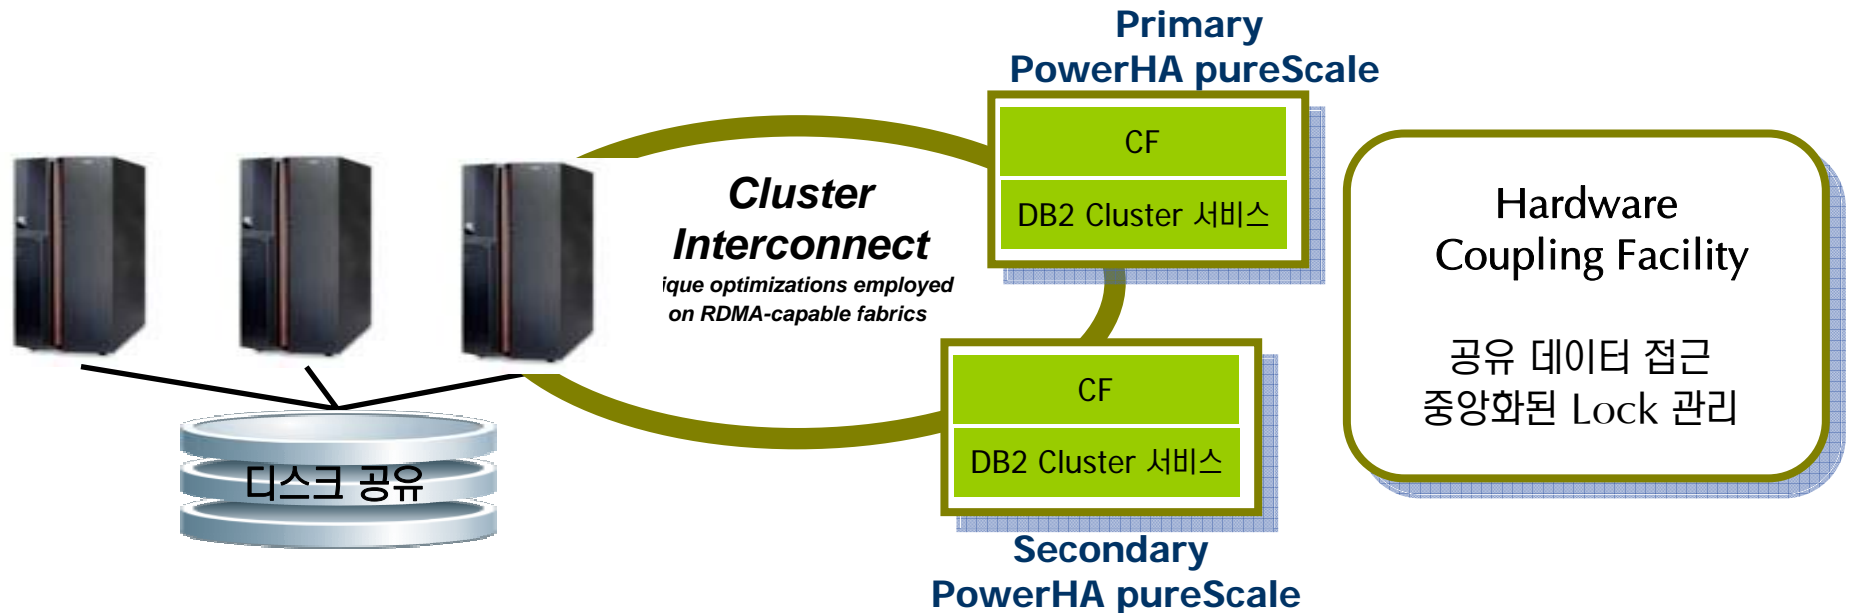 Primary
PowerHA pureScale
CF
DB2 Cluster 서비스
Cluster
Interconnect
ique optimizations employed
on RDMA-capable fabrics
Hardware
Coupling Facility
공유 데이터 접근
중앙화된 Lock 관리
디스크 공유
CF
DB2 Cluster 서비스
Secondary
PowerHA pureScale